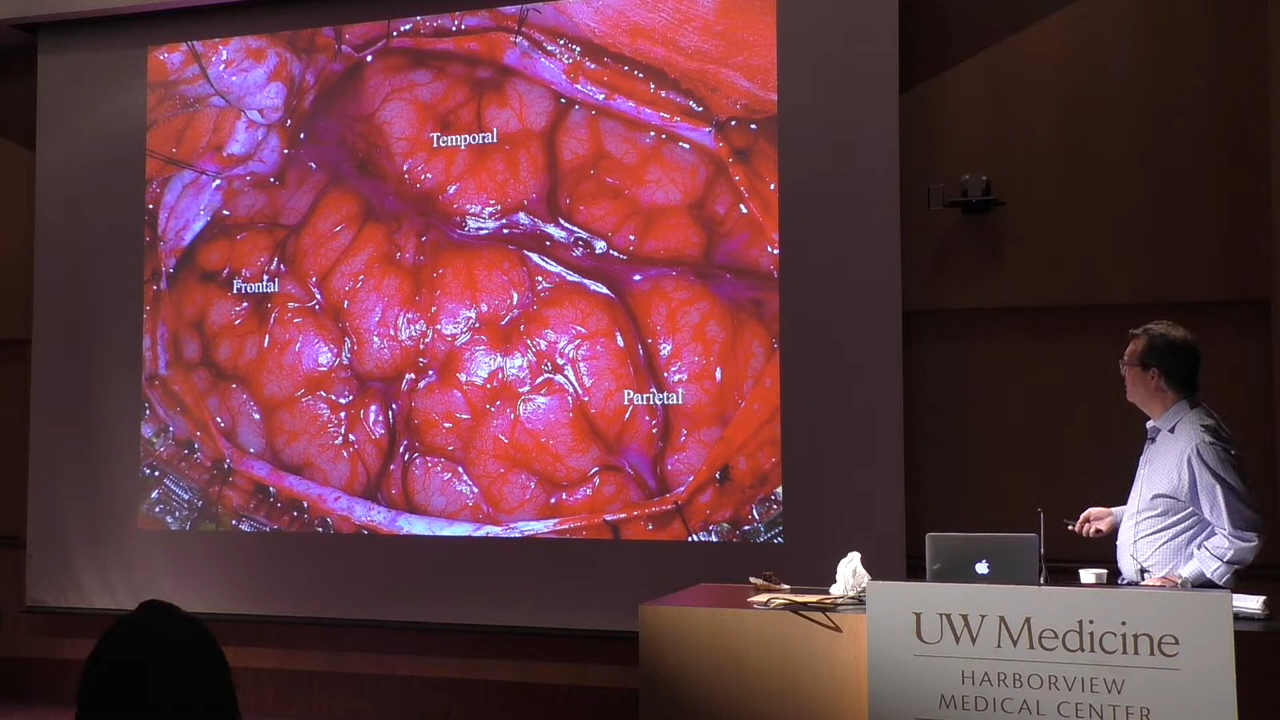 Temporal
Frontal
Parietal
UW Medicine
HARBORVIEW
MEDICAL CENTER